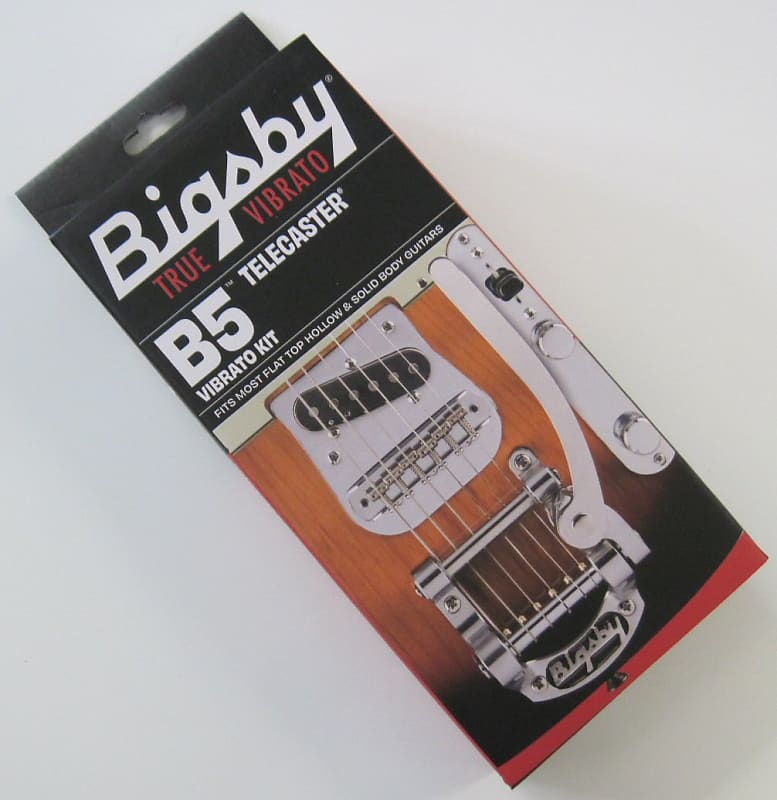 Bigsby®
TRUE VIBRATO
B5™ TELECASTER®
VIBRATO KIT
FITS MOST FLAT TOP HOLLOW & SOLID BODY GUITARS
Bigsby